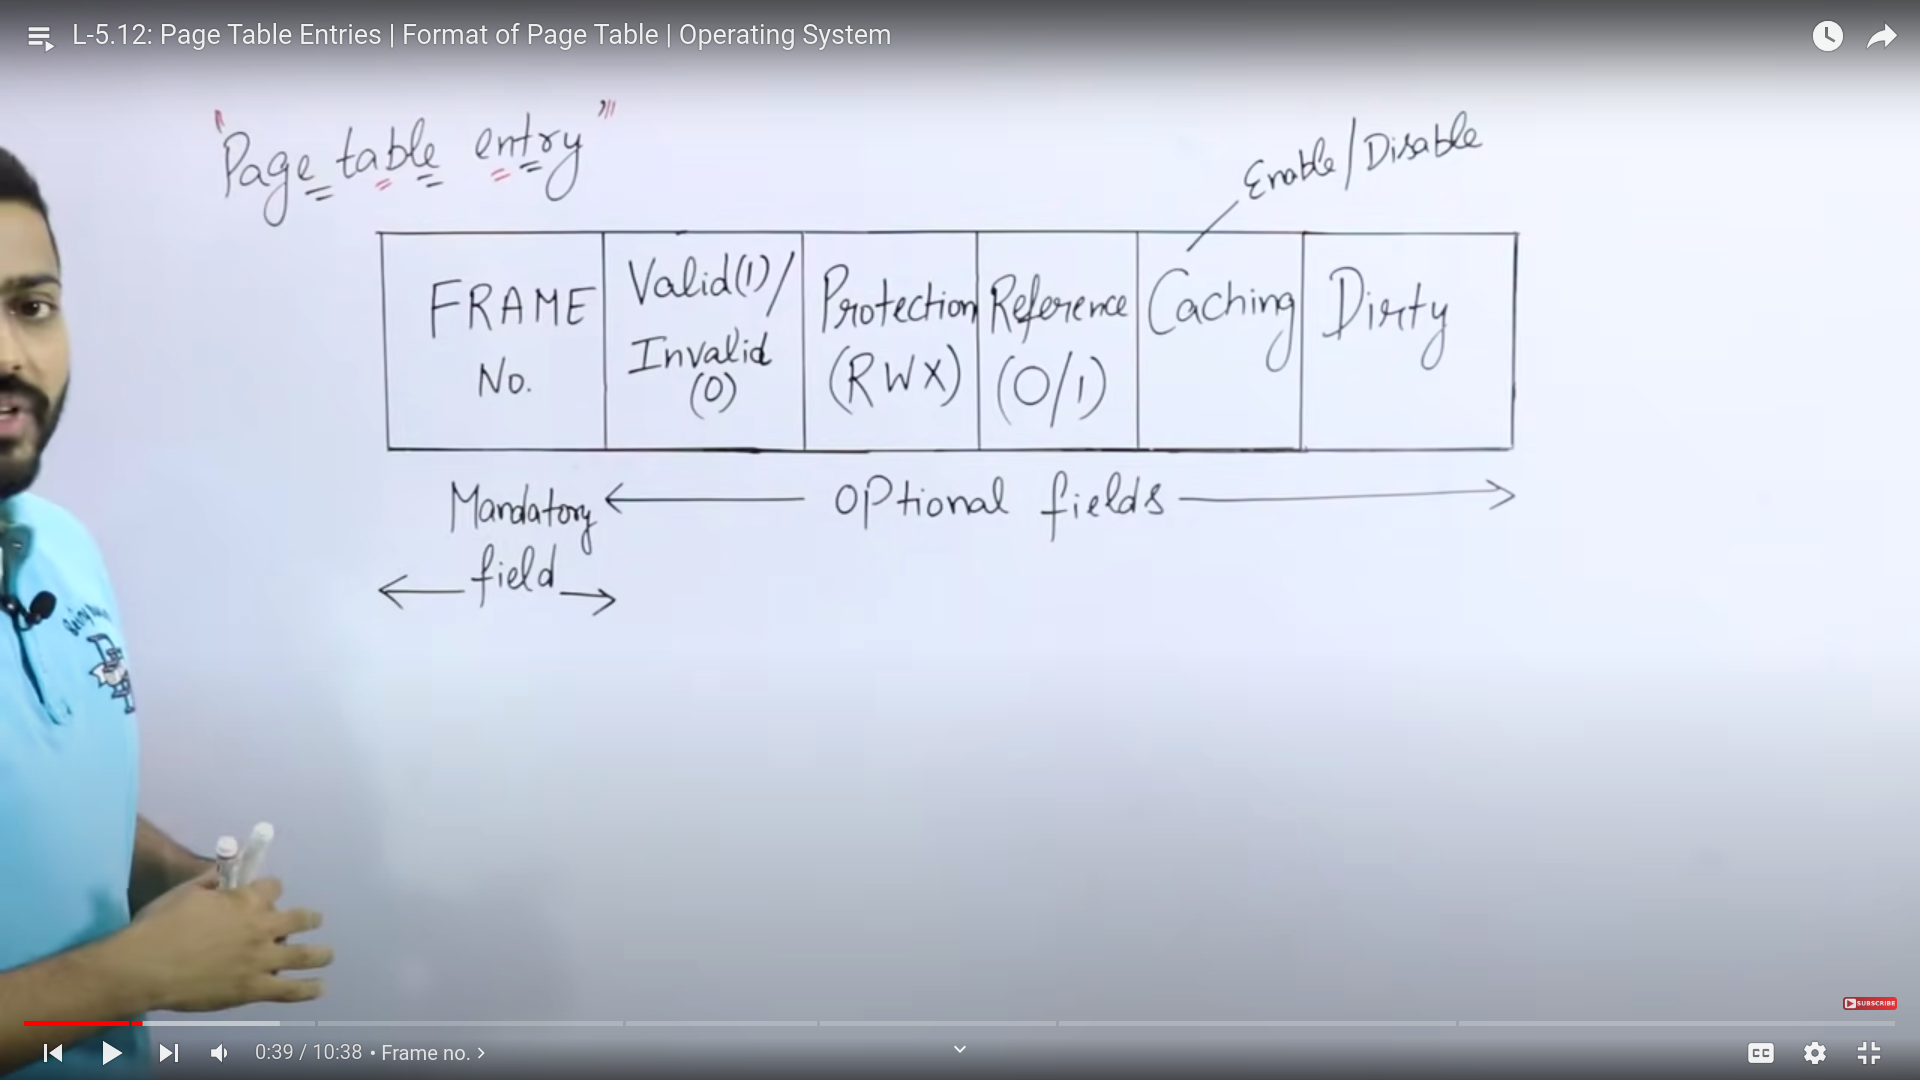 L-5.12: Page Table Entries | Format of Page Table | Operating System
"Page table entry"
Enable/Disable
FRAME No.
Valid(1)/ Invalid (0)
Protection (RWX)
Reference (0/1)
Caching
Dirty
Mandatory field
Optional fields
SUBSCRIBE
0:39 / 10:38 • Frame no. >
CC